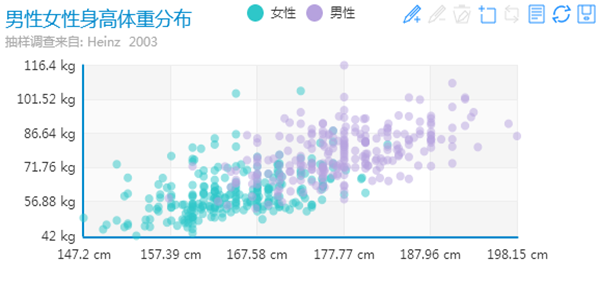 男性女性身高体重分布
女性 男性
抽样调查来自: Heinz 2003
116.4 kg
101.52 kg
86.64 kg
71.76 kg
56.88 kg
42 kg
147.2 cm 157.39 cm 167.58 cm 177.77 cm 187.96 cm 198.15 cm